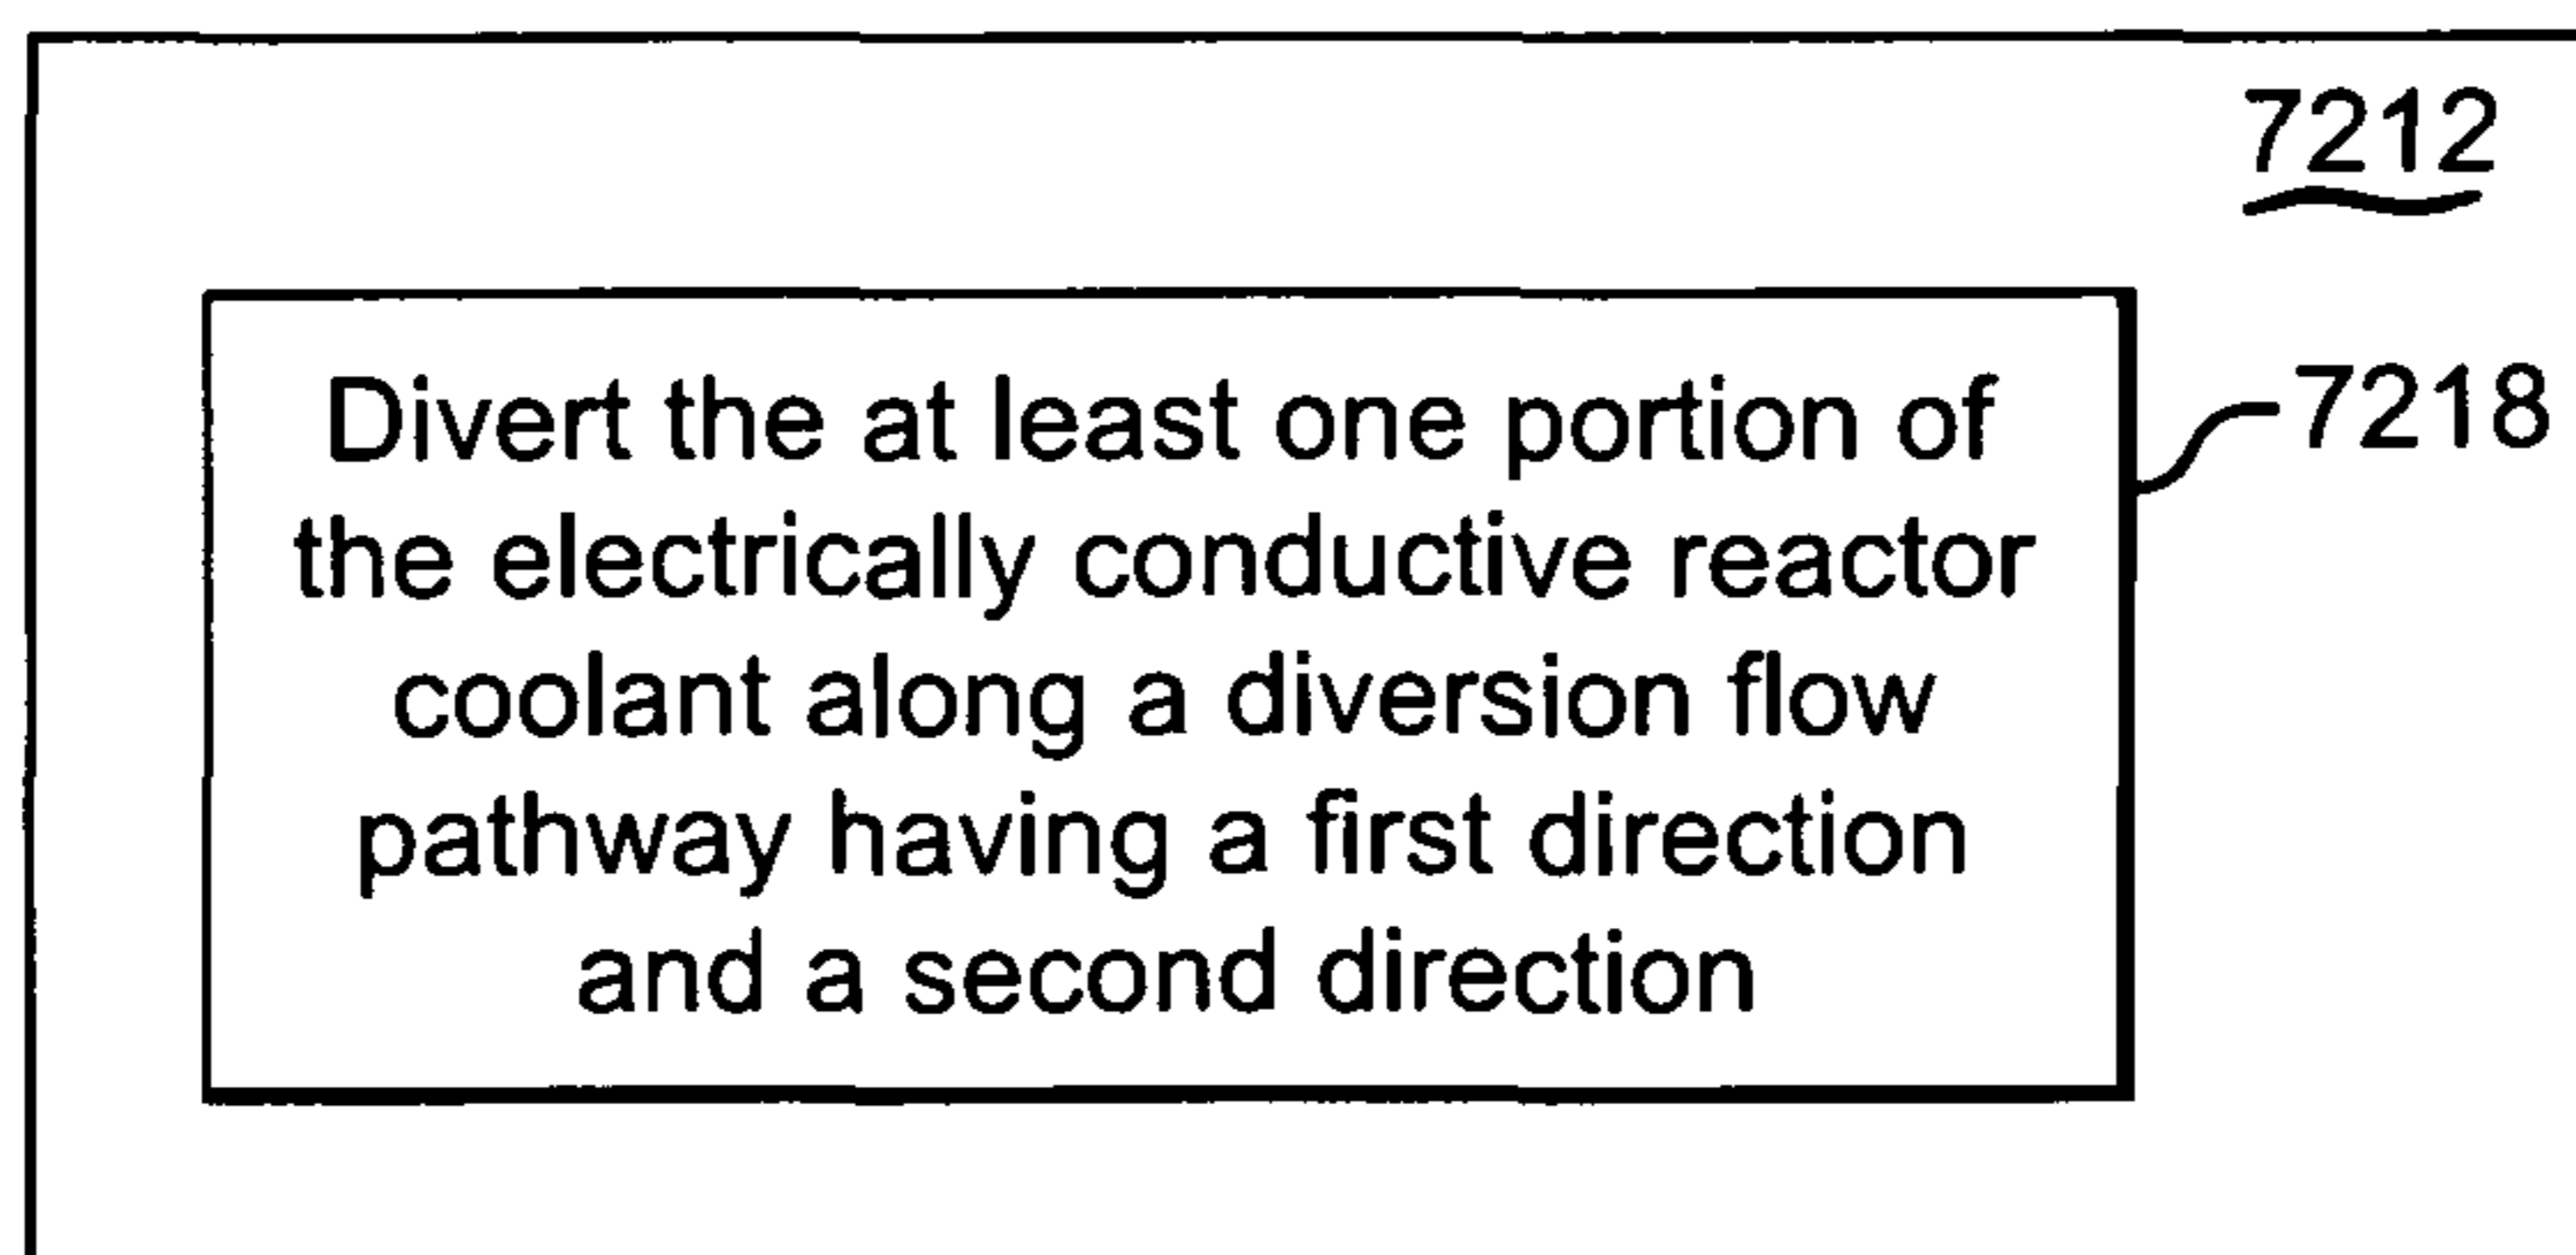 7212
Divert the at least one portion of
the electrically conductive reactor
coolant along a diversion flow
pathway having a first direction
and a second direction
7218